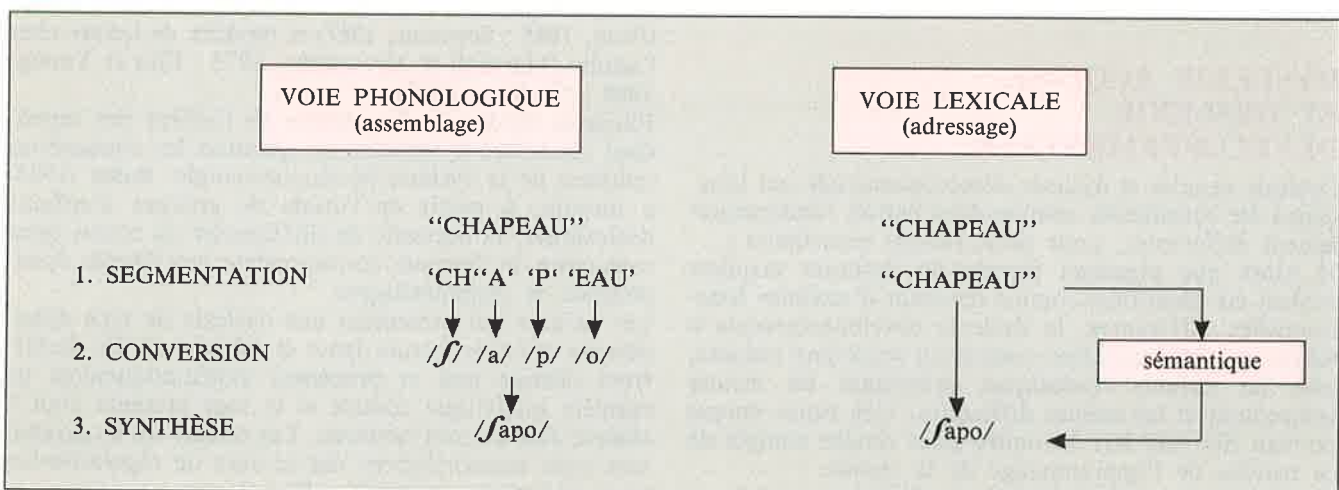 VOIE PHONOLOGIQUE
(assemblage)
"CHAPEAU"
1. SEGMENTATION 'CH''A' 'P' 'EAU'
2. CONVERSION /ʃ/ /a/ /p/ /o/
3. SYNTHÈSE /ʃapo/
VOIE LEXICALE
(adressage)
"CHAPEAU"
"CHAPEAU"
sémantique
/ʃapo/